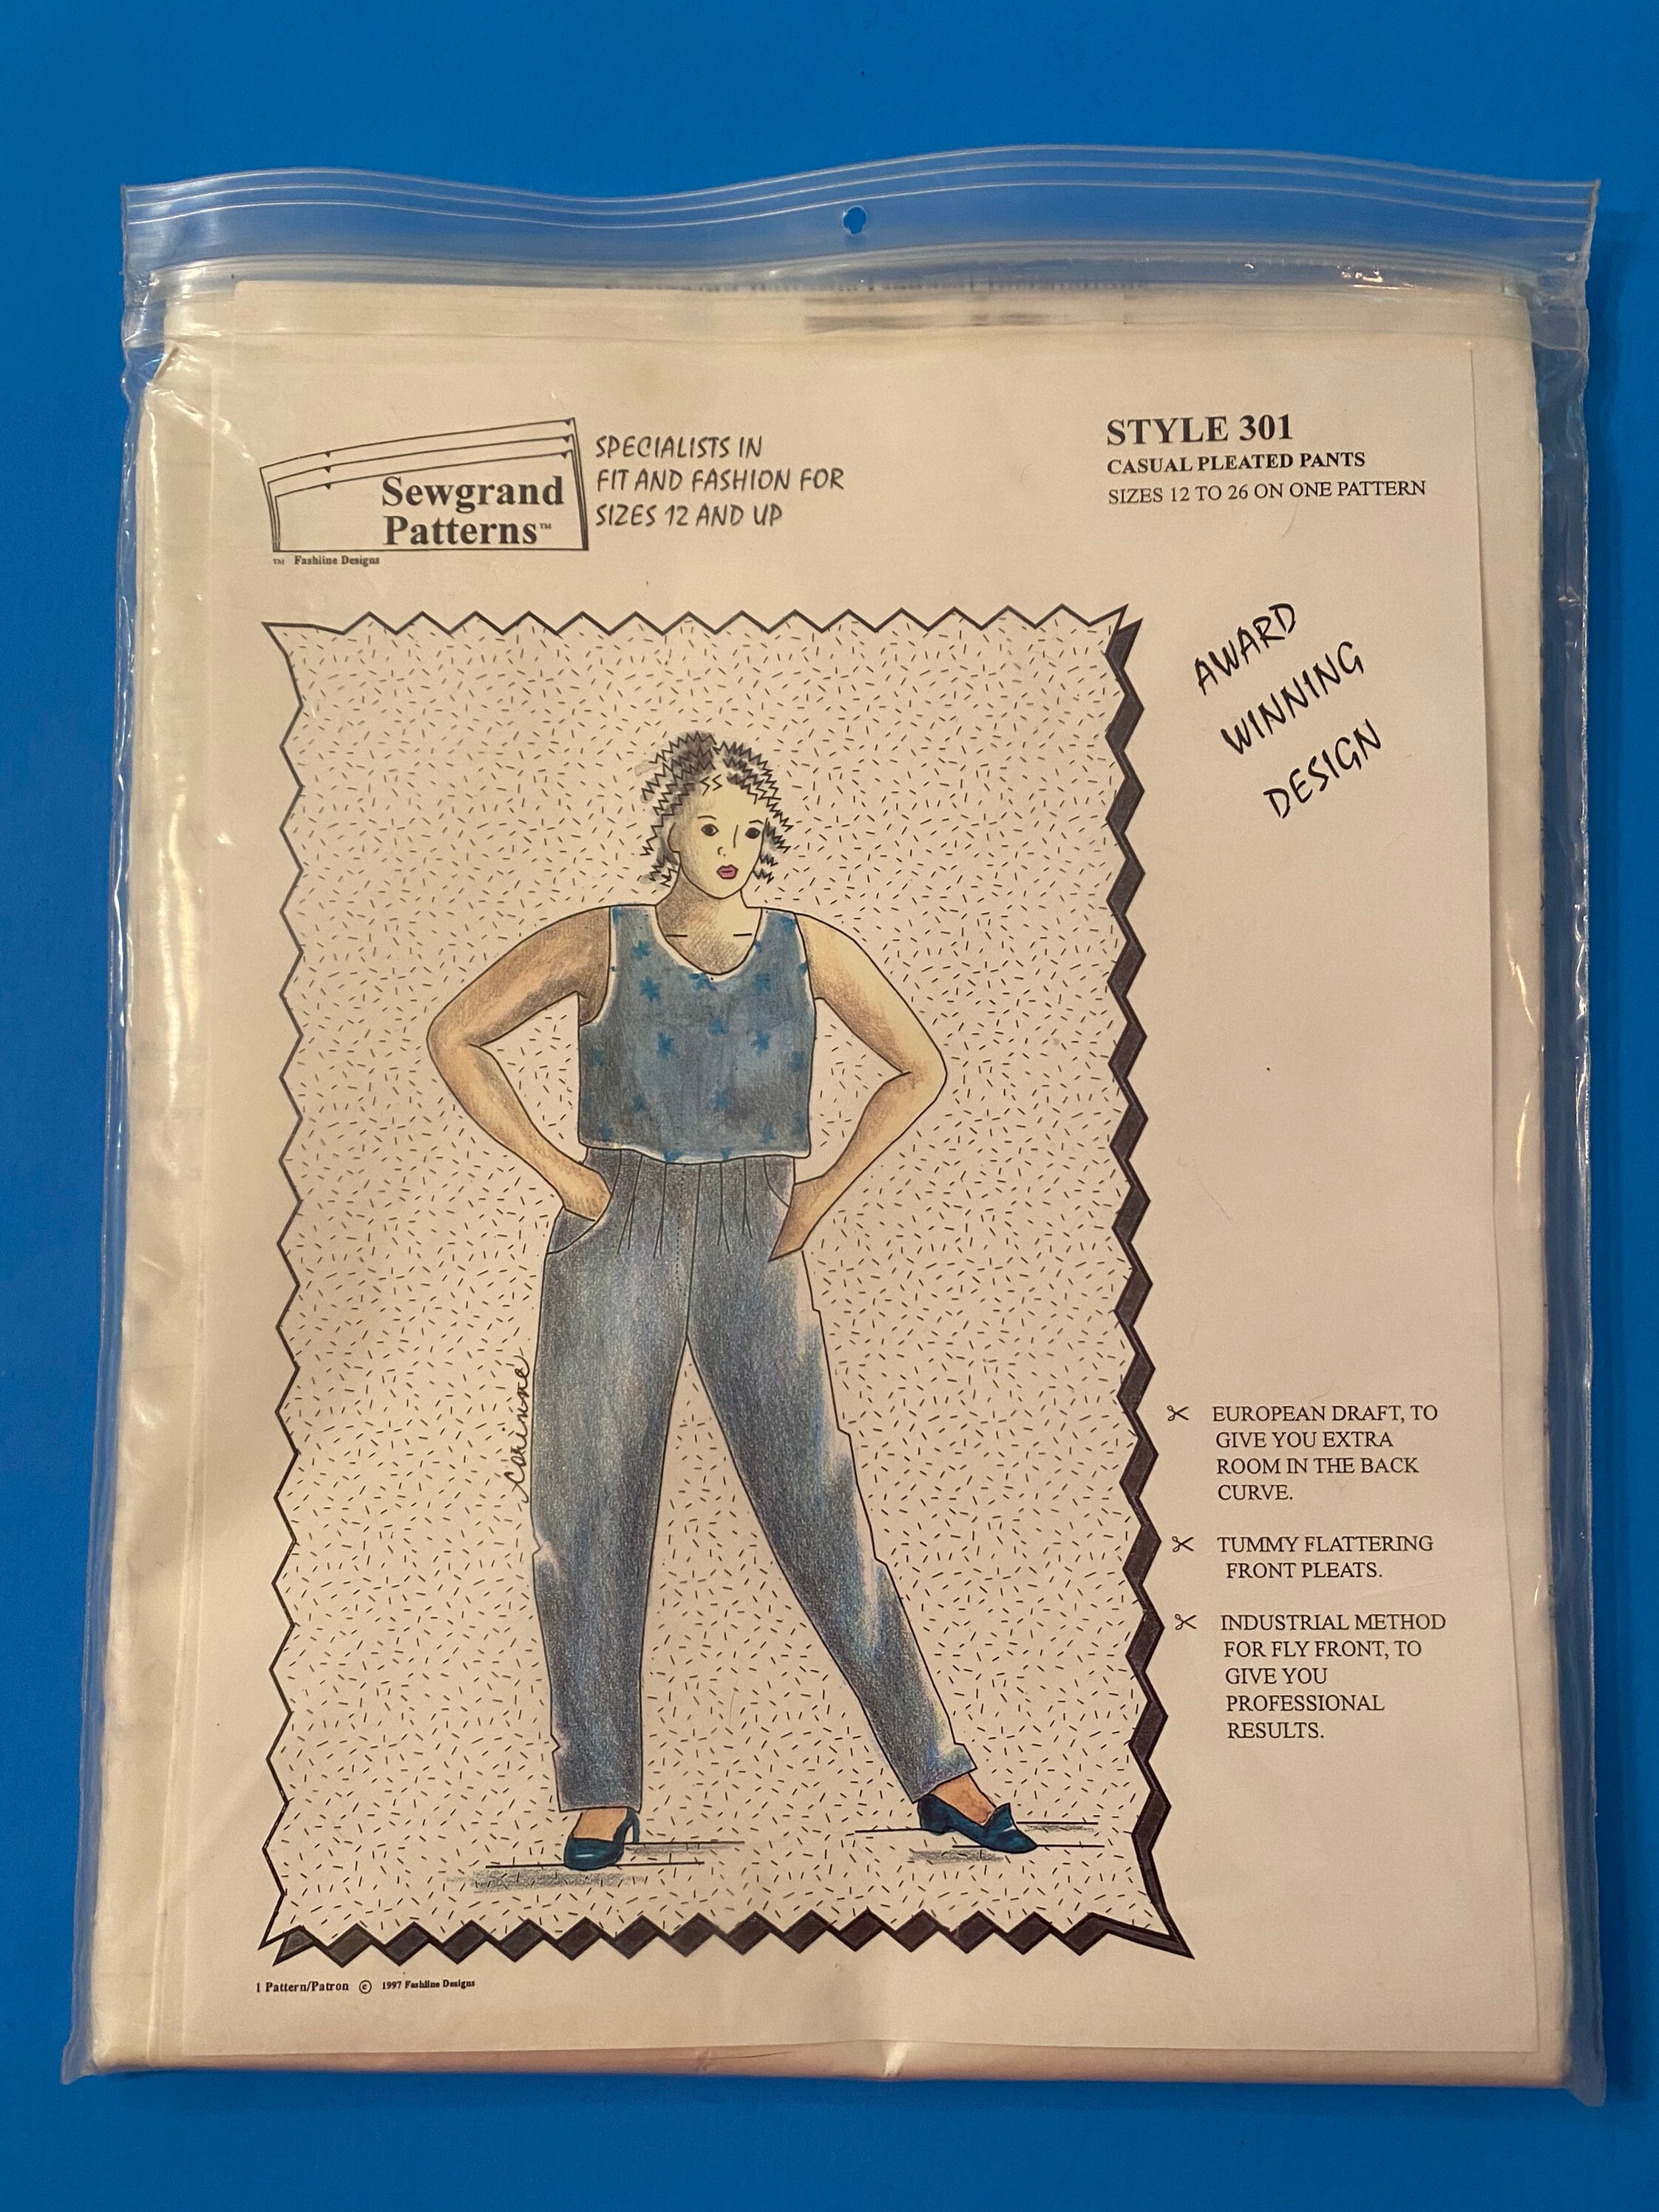 Sewgrand
Patterns™
™ Fashline Designs
SPECIALISTS IN
FIT AND FASHION FOR
SIZES 12 AND UP
STYLE 301
CASUAL PLEATED PANTS
SIZES 12 TO 26 ON ONE PATTERN
AWARD
WINNING
DESIGN
Corinne
✂ EUROPEAN DRAFT, TO
GIVE YOU EXTRA
ROOM IN THE BACK
CURVE.
✂ TUMMY FLATTERING
FRONT PLEATS.
✂ INDUSTRIAL METHOD
FOR FLY FRONT, TO
GIVE YOU
PROFESSIONAL
RESULTS.
1 Pattern/Patron © 1997 Fashline Designs